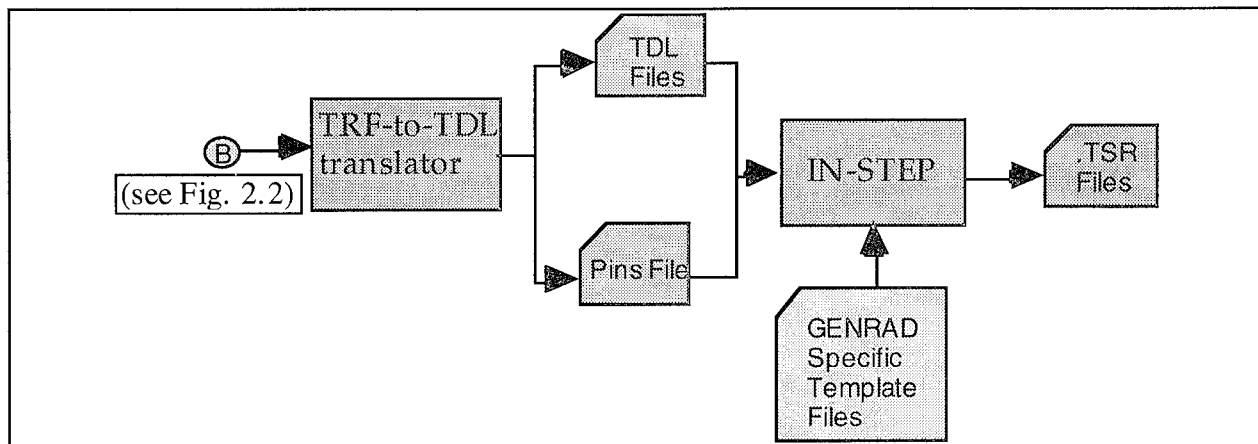 B
(see Fig. 2.2)
TRF-to-TDL
translator
TDL
Files
Pins File
IN-STEP
.TSR
Files
GENRAD
Specific
Template
Files